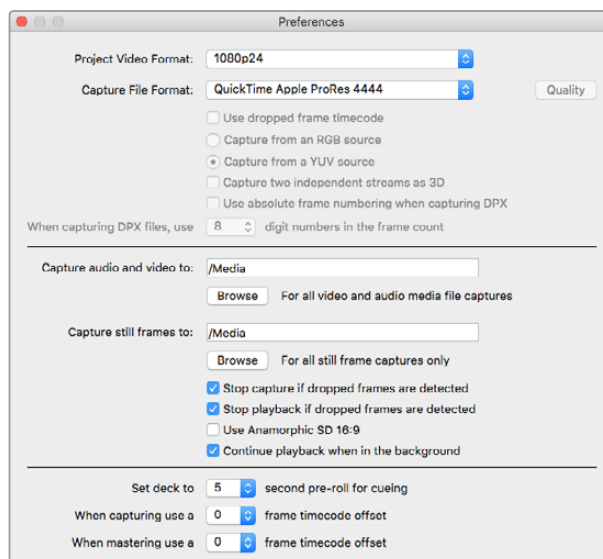 Preferences
Project Video Format: 1080p24
Capture File Format: QuickTime Apple ProRes 4444 Quality
Use dropped frame timecode
Capture from an RGB source
Capture from a YUV source
Capture two independent streams as 3D
Use absolute frame numbering when capturing DPX
When capturing DPX files, use 8 digit numbers in the frame count
Capture audio and video to: /Media
Browse For all video and audio media file captures
Capture still frames to: /Media
Browse For all still frame captures only
Stop capture if dropped frames are detected
Stop playback if dropped frames are detected
Use Anamorphic SD 16:9
Continue playback when in the background
Set deck to 5 second pre-roll for cueing
When capturing use a 0 frame timecode offset
When mastering use a 0 frame timecode offset